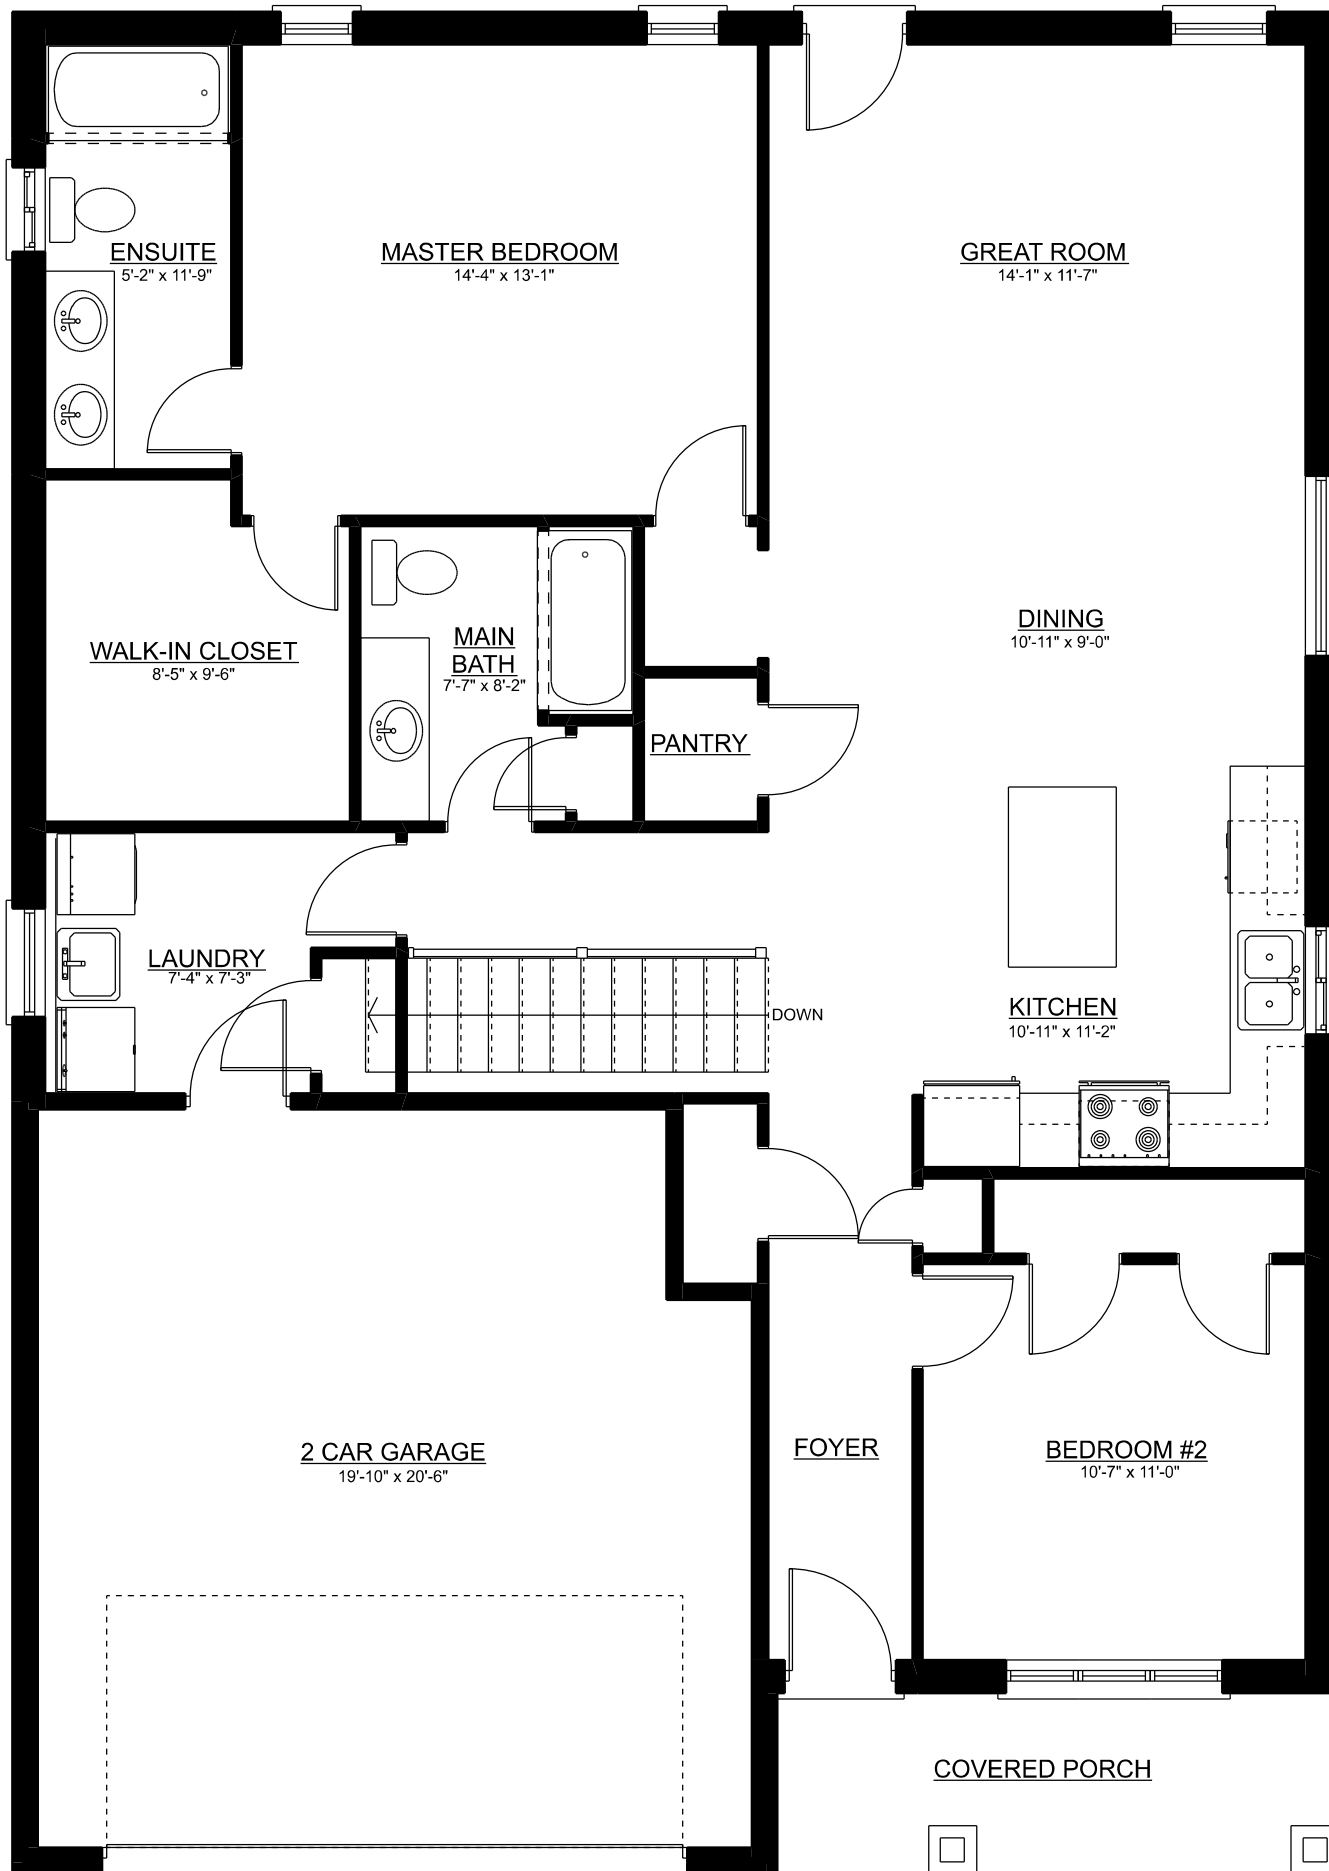 ENSUITE
5'-2" x 11'-9"
MASTER BEDROOM
14'-4" x 13'-1"
GREAT ROOM
14'-1" x 11'-7"
WALK-IN CLOSET
8'-5" x 9'-6"
MAIN
BATH
7'-7" x 8'-2"
DINING
10'-11" x 9'-0"
PANTRY
LAUNDRY
7'-4" x 7'-3"
DOWN
KITCHEN
10'-11" x 11'-2"
2 CAR GARAGE
19'-10" x 20'-6"
FOYER
BEDROOM #2
10'-7" x 11'-0"
COVERED PORCH